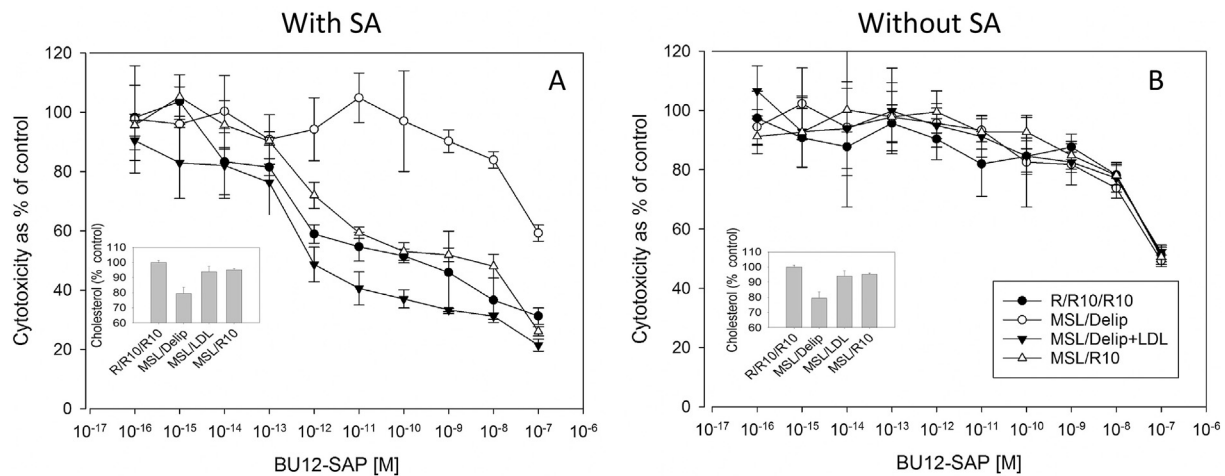 With SA
Without SA
A
Cytotoxicity as % of control
120
100
80
60
40
20
0
Cholesterol (% control)
110
100
90
80
70
60
R/R10/R10
MSL/Delip
MSL/LDL
MSL/R10
10⁻¹⁷ 10⁻¹⁶ 10⁻¹⁵ 10⁻¹⁴ 10⁻¹³ 10⁻¹² 10⁻¹¹ 10⁻¹⁰ 10⁻⁹ 10⁻⁸ 10⁻⁷ 10⁻⁶
BU12-SAP [M]
B
Cytotoxicity as % of control
120
100
80
60
40
20
0
Cholesterol (% control)
110
100
90
80
70
60
R/R10/R10
MSL/Delip
MSL/LDL
MSL/R10
R/R10/R10
MSL/Delip
MSL/Delip+LDL
MSL/R10
10⁻¹⁷ 10⁻¹⁶ 10⁻¹⁵ 10⁻¹⁴ 10⁻¹³ 10⁻¹² 10⁻¹¹ 10⁻¹⁰ 10⁻⁹ 10⁻⁸ 10⁻⁷ 10⁻⁶
BU12-SAP [M]